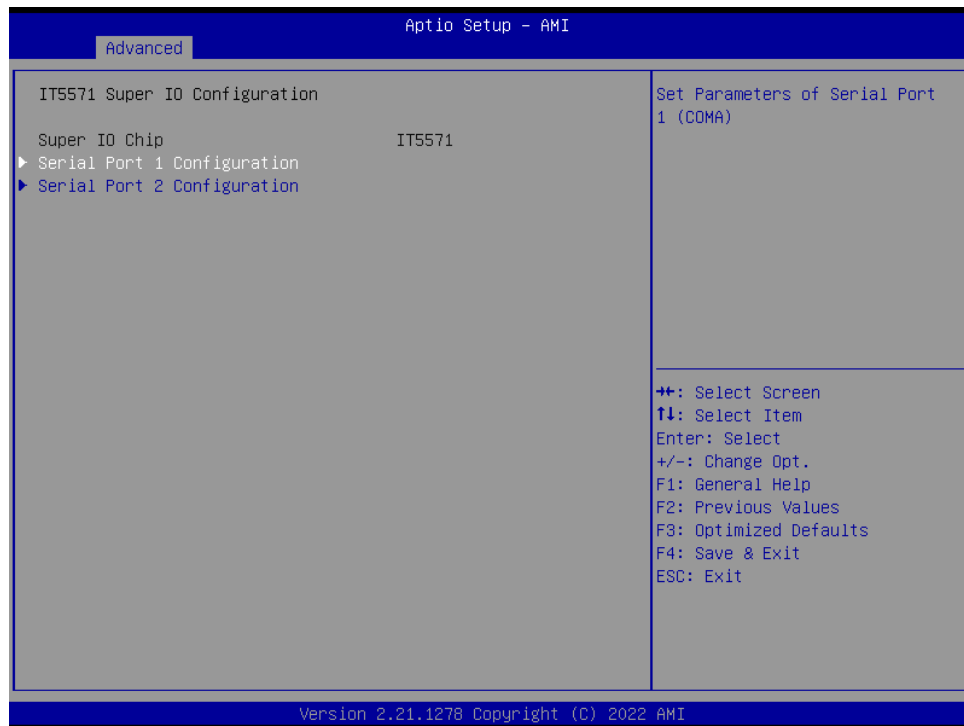 Aptio Setup – AMI
Advanced
IT5571 Super IO Configuration
Super IO Chip IT5571
▶ Serial Port 1 Configuration
▶ Serial Port 2 Configuration
Set Parameters of Serial Port
1 (COMA)
→←: Select Screen
↑↓: Select Item
Enter: Select
+/-: Change Opt.
F1: General Help
F2: Previous Values
F3: Optimized Defaults
F4: Save & Exit
ESC: Exit
Version 2.21.1278 Copyright (C) 2022 AMI